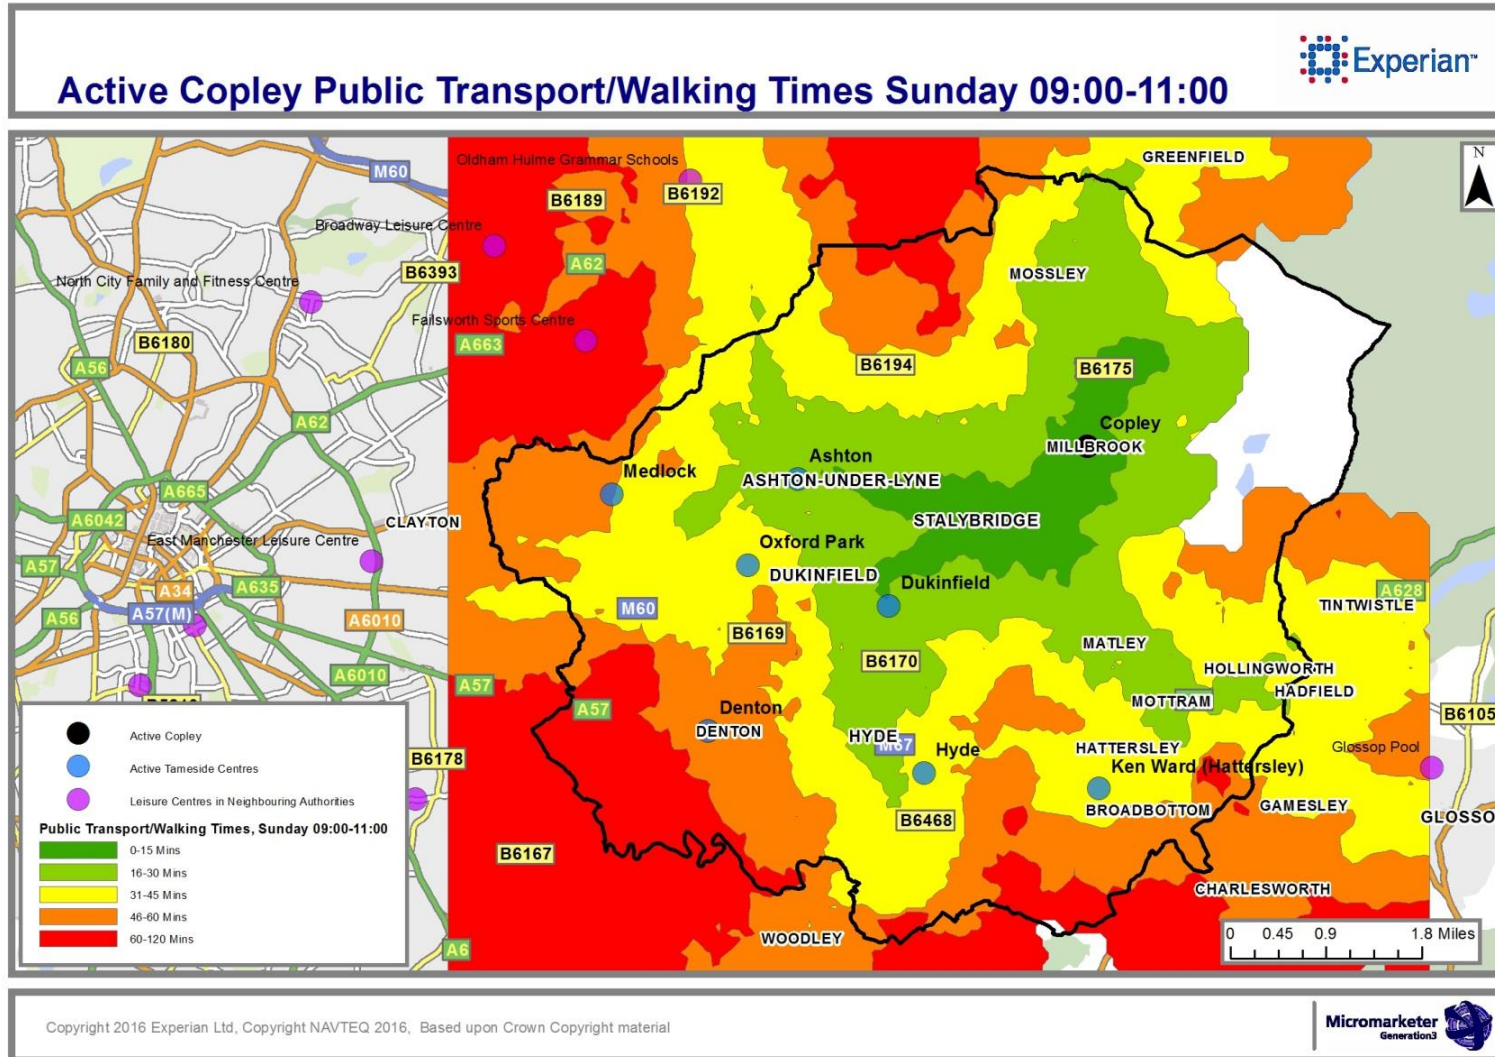 Experian™
Active Copley Public Transport/Walking Times Sunday 09:00-11:00
GREENFIELD
N
M60
Oldham Hulme Grammar Schools
B6189
B6192
Broadway Leisure Centre
A62
B6393
MOSSLEY
North City Family and Fitness Centre
Failsworth Sports Centre
B6180
A663
A56
B6194
B6175
A62
Copley
MILLBROOK
Ashton
Medlock
ASHTON-UNDER-LYNE
A665
A6042
CLAYTON
STALYBRIDGE
East Manchester Leisure Centre
Oxford Park
A57
DUKINFIELD
Dukinfield
A34
A635
A628
A57(M)
M60
TINTWISTLE
A56
A6010
B6169
MATLEY
B6170
HOLLINGWORTH
A6010
A57
HADFIELD
MOTTRAM
A57
Denton
B6105
DENTON
HYDE
M67
Hyde
HATTERSLEY
Glossop Pool
B6178
Ken Ward (Hattersley)
BROADBOTTOM
GAMESLEY
B6468
GLOSSO
B6167
CHARLESWORTH
WOODLEY
A6
Active Copley
Active Tameside Centres
Leisure Centres in Neighbouring Authorities
Public Transport/Walking Times, Sunday 09:00-11:00
0-15 Mins
16-30 Mins
31-45 Mins
46-60 Mins
60-120 Mins
0 0.45 0.9 1.8 Miles
Copyright 2016 Experian Ltd, Copyright NAVTEQ 2016, Based upon Crown Copyright material
Micromarketer
Generation3